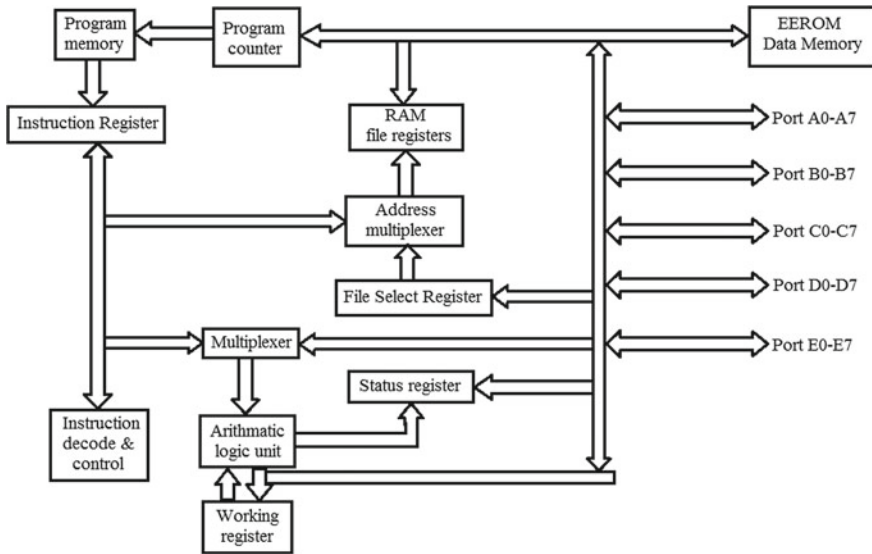 Program
memory
Program
counter
EEROM
Data Memory
Instruction Register
RAM
file registers
Port A0-A7
Port B0-B7
Address
multiplexer
Port C0-C7
File Select Register
Port D0-D7
Multiplexer
Port E0-E7
Status register
Instruction
decode &
control
Arithmatic
logic unit
Working
register